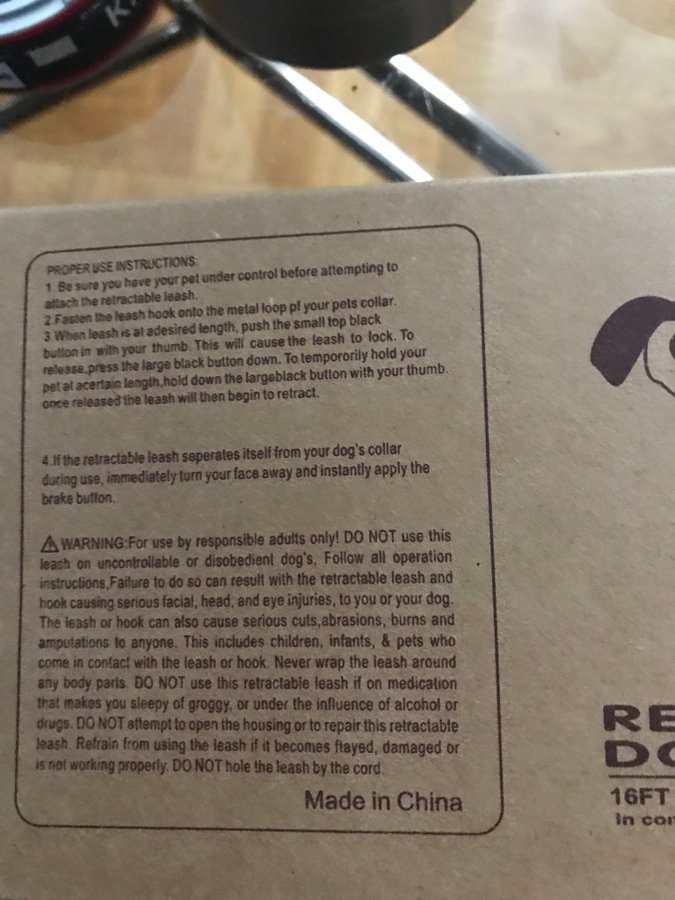 K
PROPER USE INSTRUCTIONS:
1. Be sure you have your pet under control before attempting to
attach the retractable leash.
2.Fasten the leash hook onto the metal loop pf your pets collar.
3.When leash is at adesired length, push the small top black
button in with your thumb. This will cause the leash to lock. To
release,press the large black button down. To tempororily hold your
pet at acertain length,hold down the largeblack button with your thumb.
once released the leash will then begin to retract.
4.If the retractable leash seperates itself from your dog's collar
during use, immediately turn your face away and instantly apply the
brake button.
WARNING:For use by responsible adults only! DO NOT use this
leash on uncontrollable or disobedient dog's, Follow all operation
instructions,Failure to do so can result with the retractable leash and
hook causing serious facial, head, and eye injuries, to you or your dog.
The leash or hook can also cause serious cuts,abrasions, burns and
amputations to anyone. This includes children, infants, & pets who
come in contact with the leash or hook. Never wrap the leash around
any body parts. DO NOT use this retractable leash if on medication
that makes you sleepy of groggy, or under the influence of alcohol or
drugs. DO NOT attempt to open the housing or to repair this retractable
leash. Refrain from using the leash if it becomes ftayed, damaged or
is not working properly. DO NOT hole the leash by the cord.
Made in China
RE
DO
16FT
In con